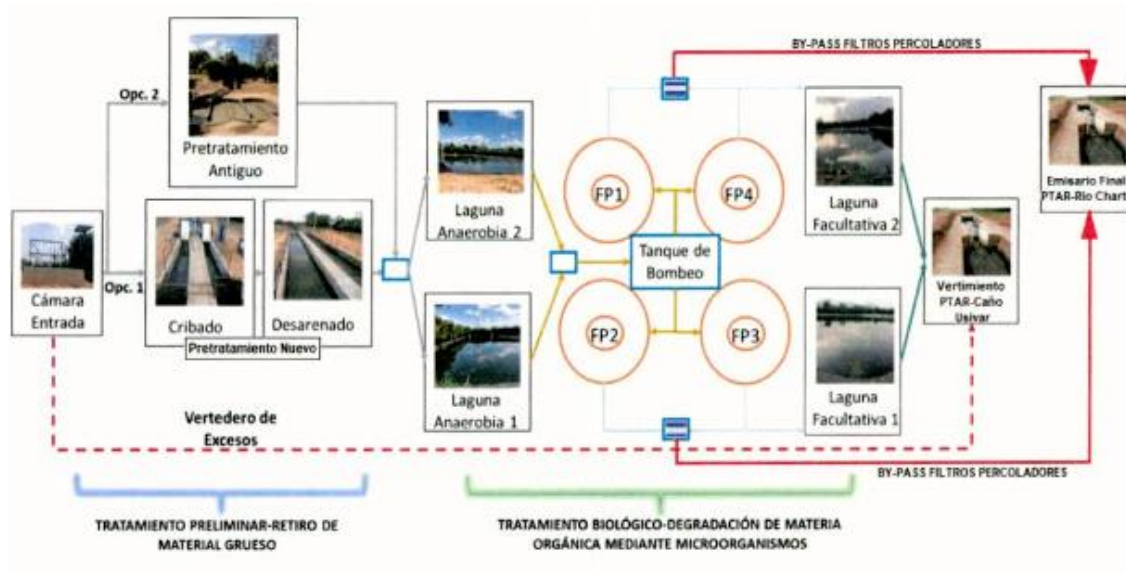 BY-PASS FILTROS PERCOLADORES
Opc. 2
Pretratamiento
Antiguo
Laguna
Anaerobia 2
FP1
FP4
Laguna
Facultativa 2
Emisario Final
PTAR-Rio Chart
Cámara
Entrada
Opc. 1
Cribado
Desarenado
Pretratamiento Nuevo
Tanque de
Bombeo
Vertimiento
PTAR-Caño
Usivar
Laguna
Anaerobia 1
FP2
FP3
Laguna
Facultativa 1
Vertedero de
Excesos
BY-PASS FILTROS PERCOLADORES
TRATAMIENTO PRELIMINAR-RETIRO DE
MATERIAL GRUESO
TRATAMIENTO BIOLÓGICO-DEGRADACIÓN DE MATERIA
ORGÁNICA MEDIANTE MICROORGANISMOS